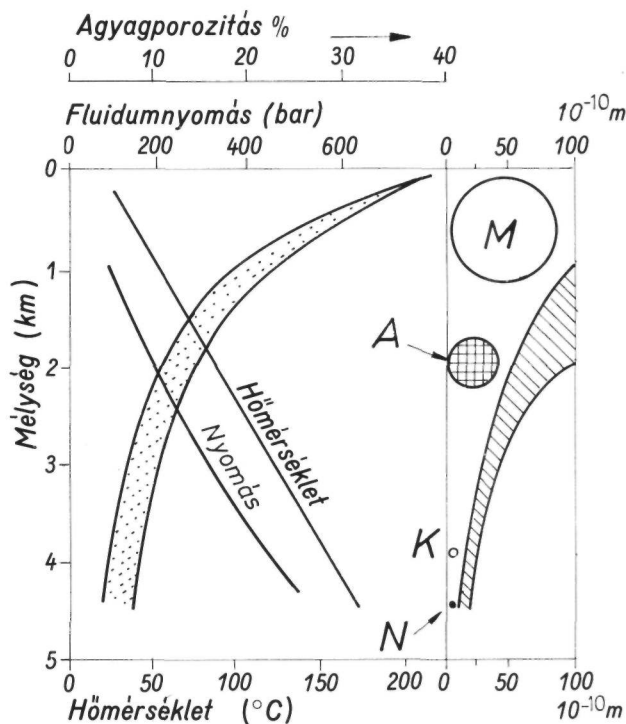 Agyagporozitás %
0 10 20 30 40
Fluidumnyomás (bar)
10⁻¹⁰m
0 200 400 600 0 50 100
0
1
2
3
4
5
Mélység (km)
M
A
Hőmérséklet
Nyomás
K
N
0 50 100 150 200 0 50 100
Hőmérséklet (°C)
10⁻¹⁰m